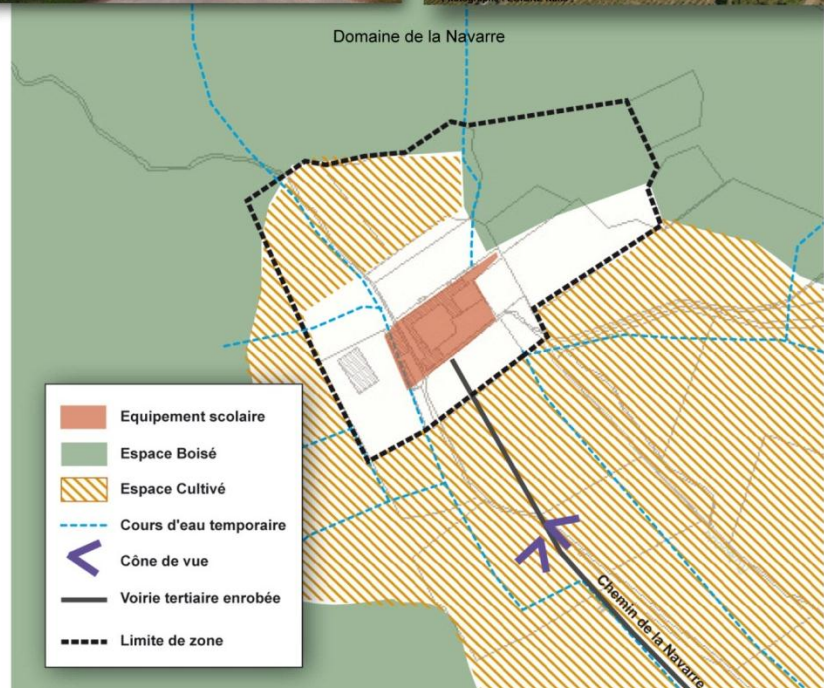 Domaine de la Navarre
Equipement scolaire
Espace Boisé
Espace Cultivé
Cours d'eau temporaire
Cône de vue
Voirie tertiaire enrobée
Limite de zone
Chemin de la Navarre